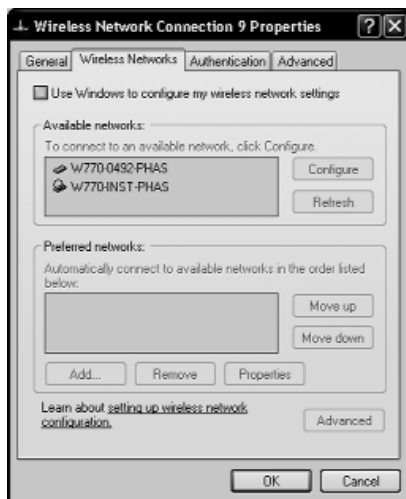 Wireless Network Connection 9 Properties
General Wireless Networks Authentication Advanced
Use Windows to configure my wireless network settings
Available networks:
To connect to an available network, click Configure.
W770-0492-PHAS
W770-INST-PHAS
Configure
Refresh
Preferred networks:
Automatically connect to available networks in the order listed
below:
Move up
Move down
Add... Remove Properties
Learn about setting up wireless network
configuration.
Advanced
OK Cancel